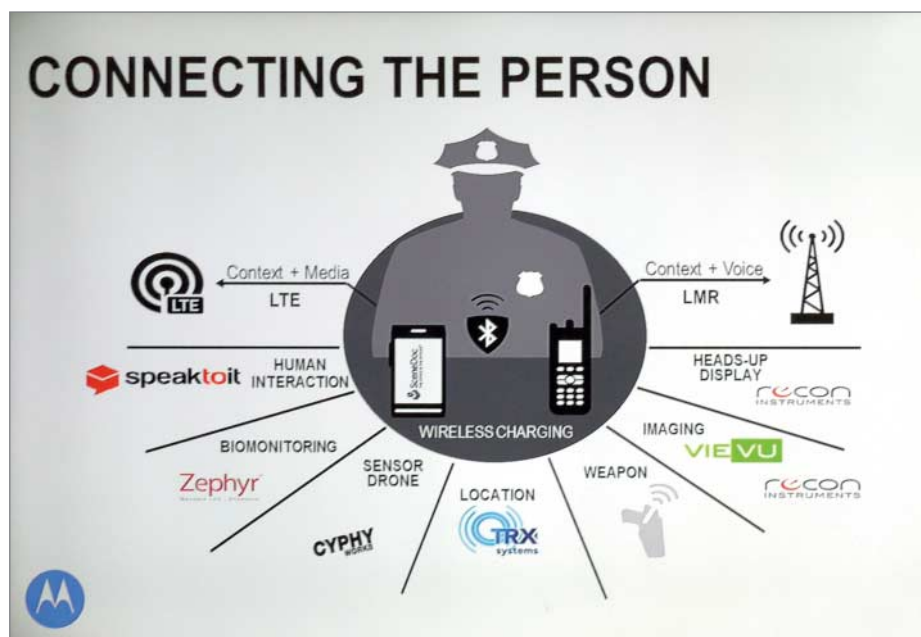 CONNECTING THE PERSON
Context + Media
LTE
LTE
Context + Voice
LMR
speaktoit
HUMAN
INTERACTION
SceneDoc
HEADS-UP
DISPLAY
recon
INSTRUMENTS
BIOMONITORING
Zephyr
WIRELESS CHARGING
IMAGING
VIEVU
recon
INSTRUMENTS
SENSOR
DRONE
CYPHY
WORKS
LOCATION
TRX
systems
WEAPON